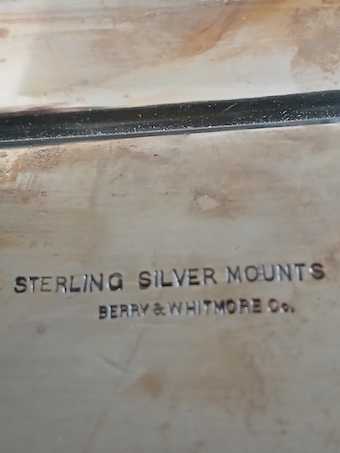 STERLING SILVER MOUNTS
BERRY & WHITMORE Co.